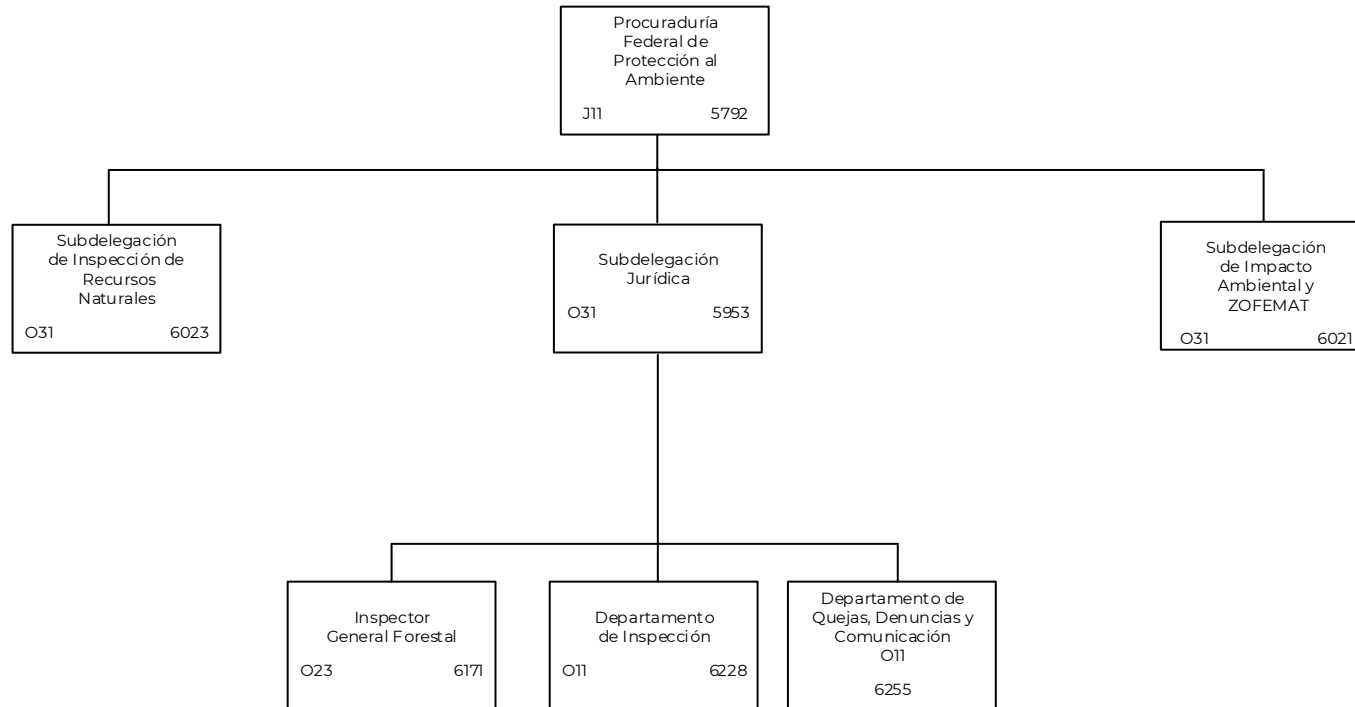 Procuraduría
Federal de
Protección al
Ambiente
J11 5792
Subdelegación
de Inspección de
Recursos
Naturales
O31 6023
Subdelegación
Jurídica
O31 5953
Subdelegación
de Impacto
Ambiental y
ZOFEMAT
O31 6021
Inspector
General Forestal
O23 6171
Departamento
de Inspección
O11 6228
Departamento de
Quejas, Denuncias y
Comunicación
O11
6255